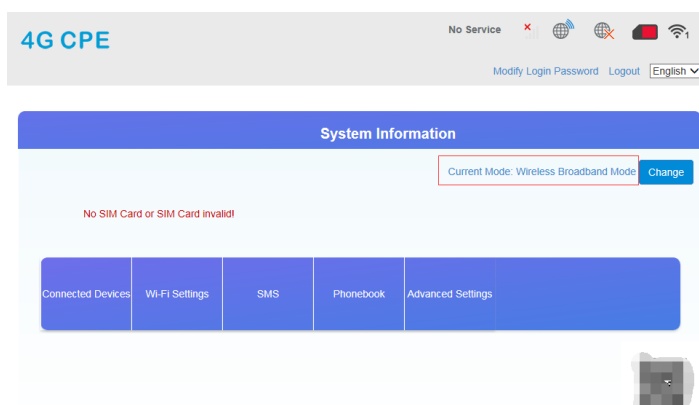 4G CPE
No Service
1
Modify Login Password Logout English
System Information
Current Mode: Wireless Broadband Mode Change
No SIM Card or SIM Card invalid!
Connected Devices Wi-Fi Settings SMS Phonebook Advanced Settings